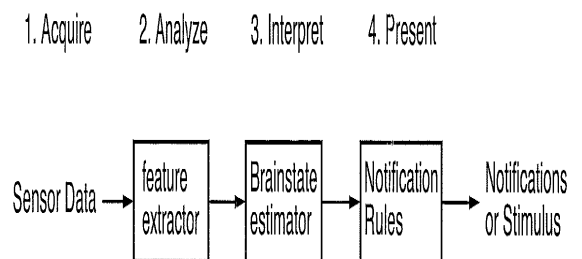 1. Acquire 2. Analyze 3. Interpret 4. Present
Sensor Data
feature
extractor
Brainstate
estimator
Notification
Rules
Notifications
or Stimulus